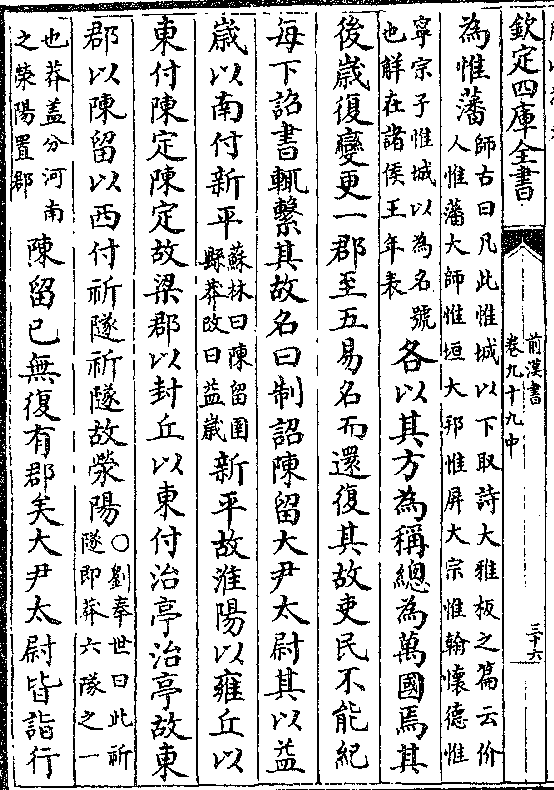 欽定四庫全書
前漢書
卷九十九中
三十六
為惟藩
師古曰凡此惟城以下取詩大雅板之篇云价
人惟藩大師惟垣大邦惟屏大宗惟翰懷德惟
寧宗子惟城以為名號
也解在諸侯王年表
各以其方為稱總為萬國焉其
後歲復變更一郡至五易名而還復其故吏民不能紀
每下詔書輒繫其故名曰制詔陳留大尹太尉其以益
歲以南付新平
蘇林曰陳留圉
縣莽改曰益歲
新平故淮陽以雍丘以
東付陳定陳定故梁郡以封丘以東付治亭治亭故東
郡以陳留以西付祈隧祈隧故滎陽
○劉奉世曰此祈
隧即莽六隊之一
也莽盖分河南
之滎陽置郡
陳留已無復有郡矣大尹太尉皆詣行